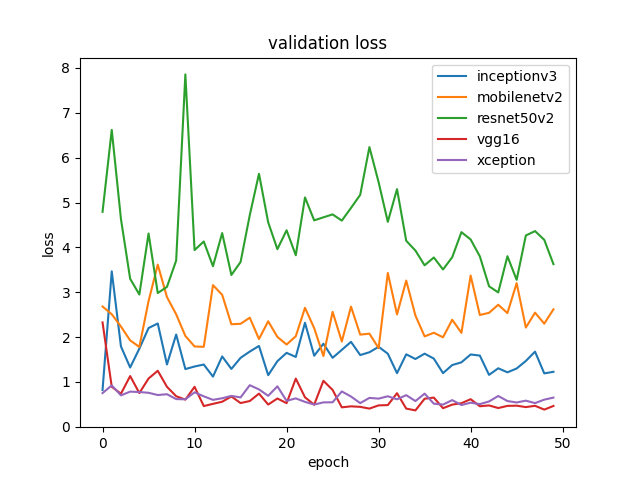 validation loss
loss
8
7
6
5
4
3
2
1
0
inceptionv3
mobilenetv2
resnet50v2
vgg16
xception
0 10 20 30 40 50
epoch